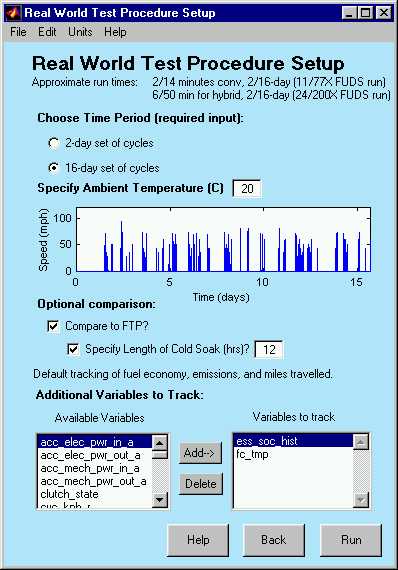 Real World Test Procedure Setup
File Edit Units Help
Real World Test Procedure Setup
Approximate run times: 2/14 minutes conv, 2/16-day (11/77X FUDS run)
6/50 min for hybrid, 2/16-day (24/200X FUDS run)
Choose Time Period (required input):
2-day set of cycles
16-day set of cycles
Specify Ambient Temperature (C) 20
100
50
0
Speed (mph)
0 5 10 15
Time (days)
Optional comparison:
Compare to FTP?
Specify Length of Cold Soak (hrs)? 12
Default tracking of fuel economy, emissions, and miles travelled.
Additional Variables to Track:
Available Variables
Variables to track
acc_elec_pwr_in_a
acc_elec_pwr_out_a
acc_mech_pwr_in_a
acc_mech_pwr_out_a
clutch_state
Add-->
Delete
ess_soc_hist
fc_tmp
Help Back Run